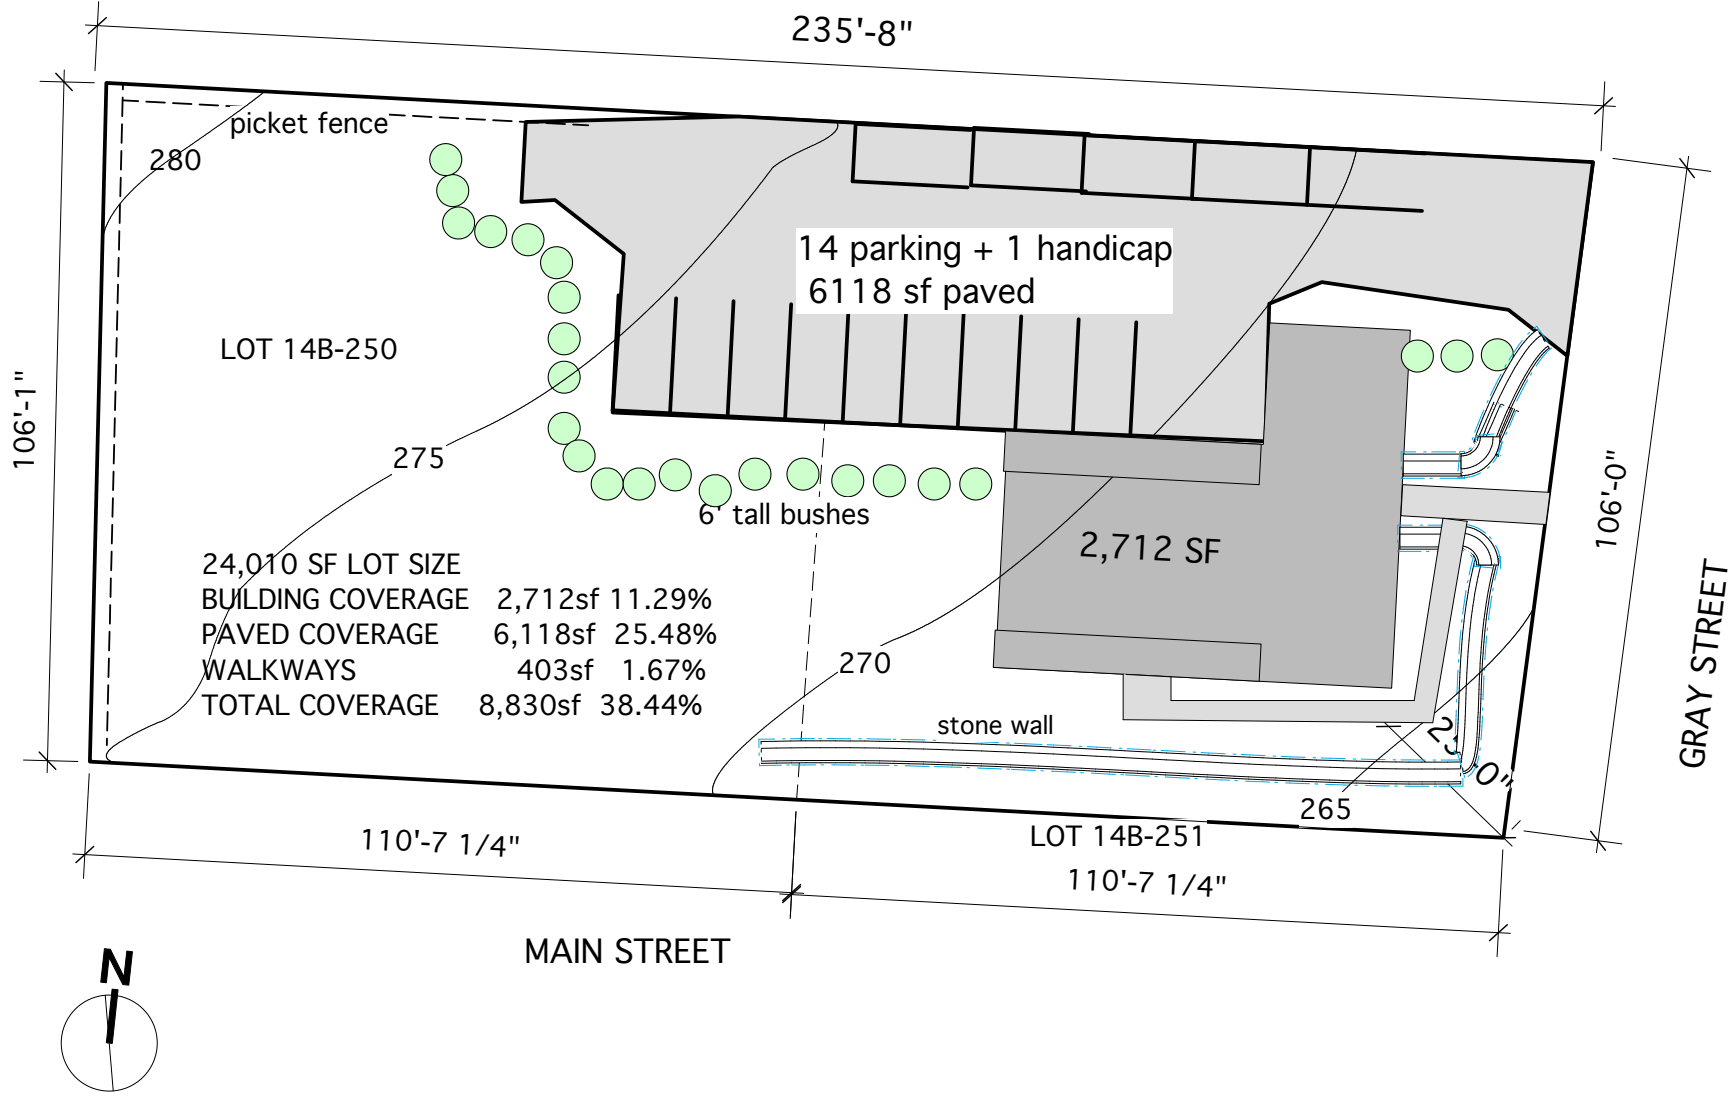 235'-8"
picket fence
280
14 parking + 1 handicap
6118 sf paved
LOT 14B-250
106'-1"
275
106'-0"
6' tall bushes
2,712 SF
24,010 SF LOT SIZE
BUILDING COVERAGE 2,712sf 11.29%
PAVED COVERAGE 6,118sf 25.48%
WALKWAYS 403sf 1.67%
TOTAL COVERAGE 8,830sf 38.44%
270
GRAY STREET
stone wall
265
LOT 14B-251
110'-7 1/4"
110'-7 1/4"
MAIN STREET
N